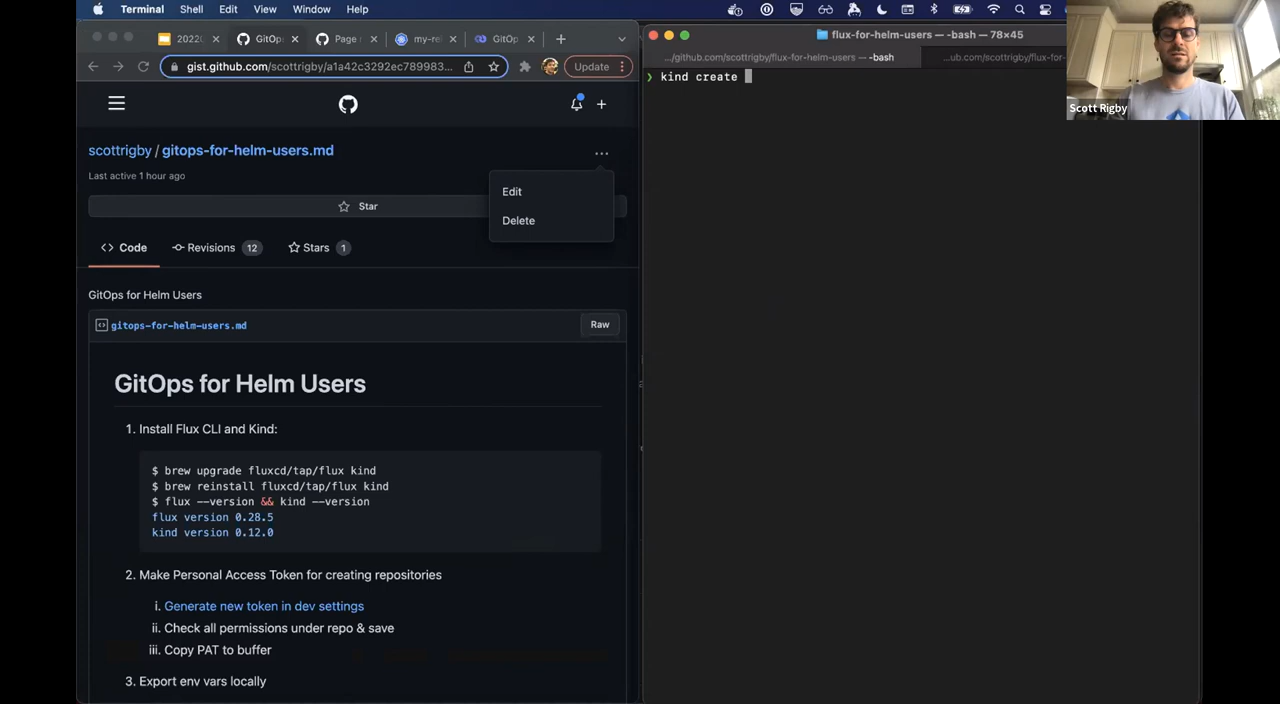 Terminal Shell Edit View Window Help
2022( GitOp: Page r my-re GitOp
gist.github.com/scottrigby/a1a42c3292ec789983... Update
scottrigby / gitops-for-helm-users.md
Last active 1 hour ago
Edit
Delete
Star
Code Revisions 12 Stars 1
GitOps for Helm Users
gitops-for-helm-users.md Raw
GitOps for Helm Users
1. Install Flux CLI and Kind:
$ brew upgrade fluxcd/tap/flux kind
$ brew reinstall fluxcd/tap/flux kind
$ flux --version && kind --version
flux version 0.28.5
kind version 0.12.0
2. Make Personal Access Token for creating repositories
i. Generate new token in dev settings
ii. Check all permissions under repo & save
iii. Copy PAT to buffer
3. Export env vars locally
flux-for-helm-users — -bash — 78×45
.../github.com/scottrigby/flux-for-helm-users — -bash
...ub.com/scottrigby/flux-for-
❯ kind create
Scott Rigby